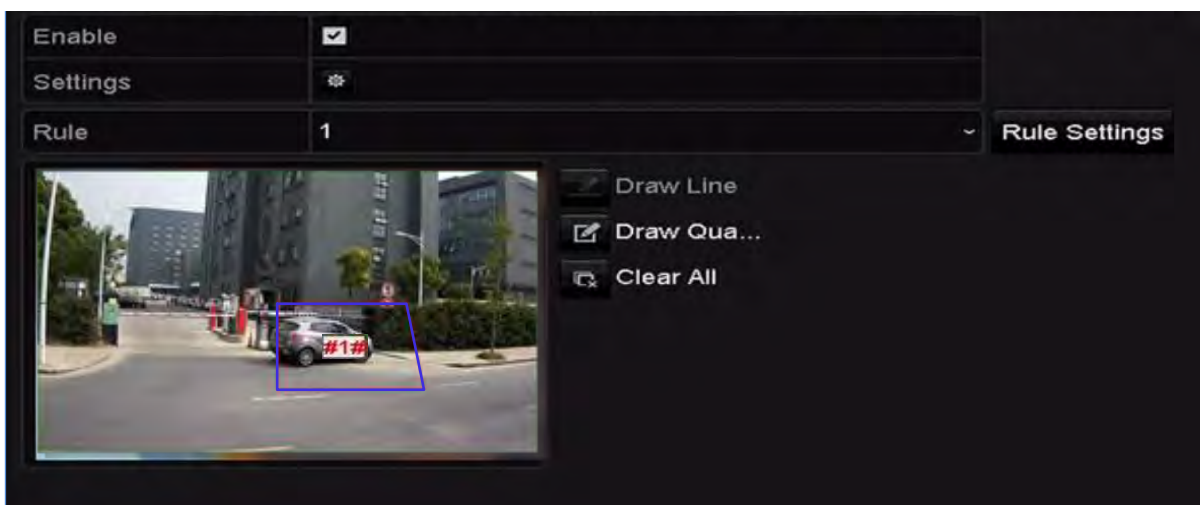 Enable
Settings
Rule 1 Rule Settings
Draw Line
Draw Qua...
Clear All
#1#